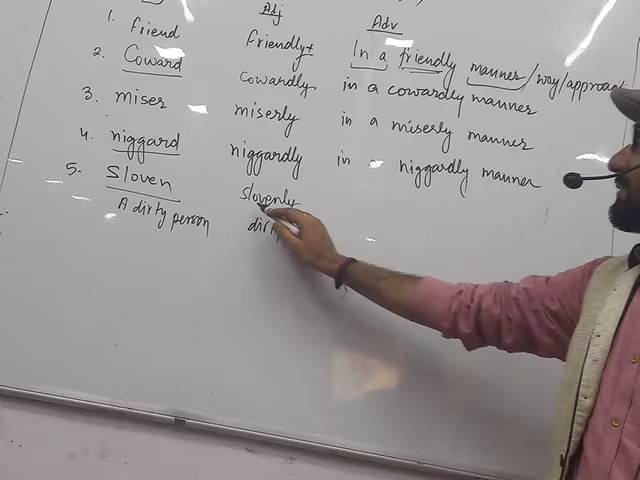 Adj Adv
1. friend friendly+ In a friendly manner/way/approach
2. Coward Cowardly in a cowardly manner
3. miser miserly in a miserly manner
4. niggard niggardly in a niggardly manner
5. Sloven slovenly
A dirty person dirty